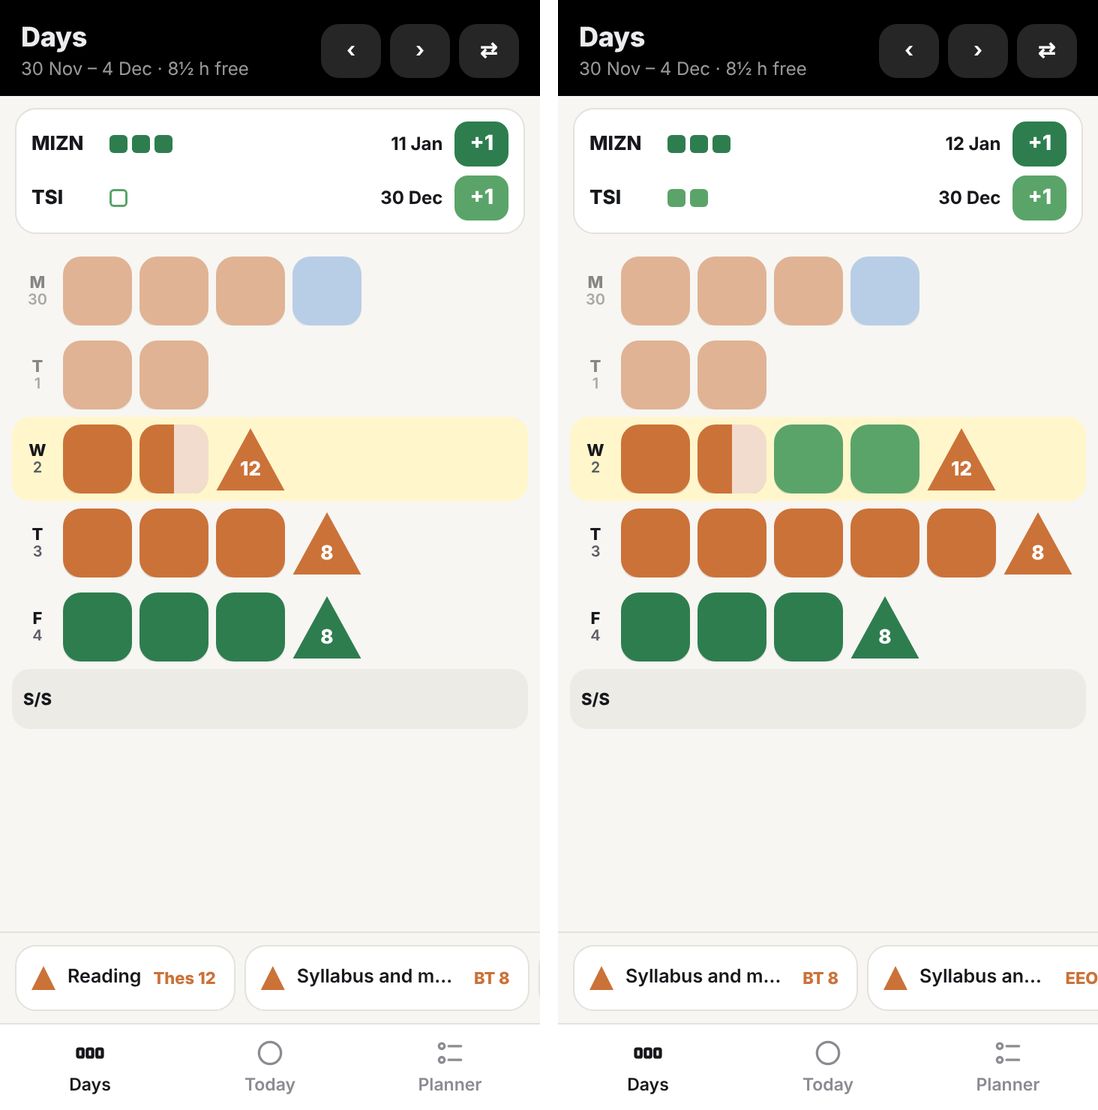 Days
30 Nov – 4 Dec · 8½ h free
‹ › ⇄
MIZN 11 Jan +1
TSI 30 Dec +1
M
30
T
1
W
2
12
T
3
8
F
4
8
S/S
Reading Thes 12
Syllabus and m... BT 8
Days Today Planner
Days
30 Nov – 4 Dec · 8½ h free
‹ › ⇄
MIZN 12 Jan +1
TSI 30 Dec +1
M
30
T
1
W
2
12
T
3
8
F
4
8
S/S
Syllabus and m... BT 8
Syllabus an... EEO
Days Today Planner